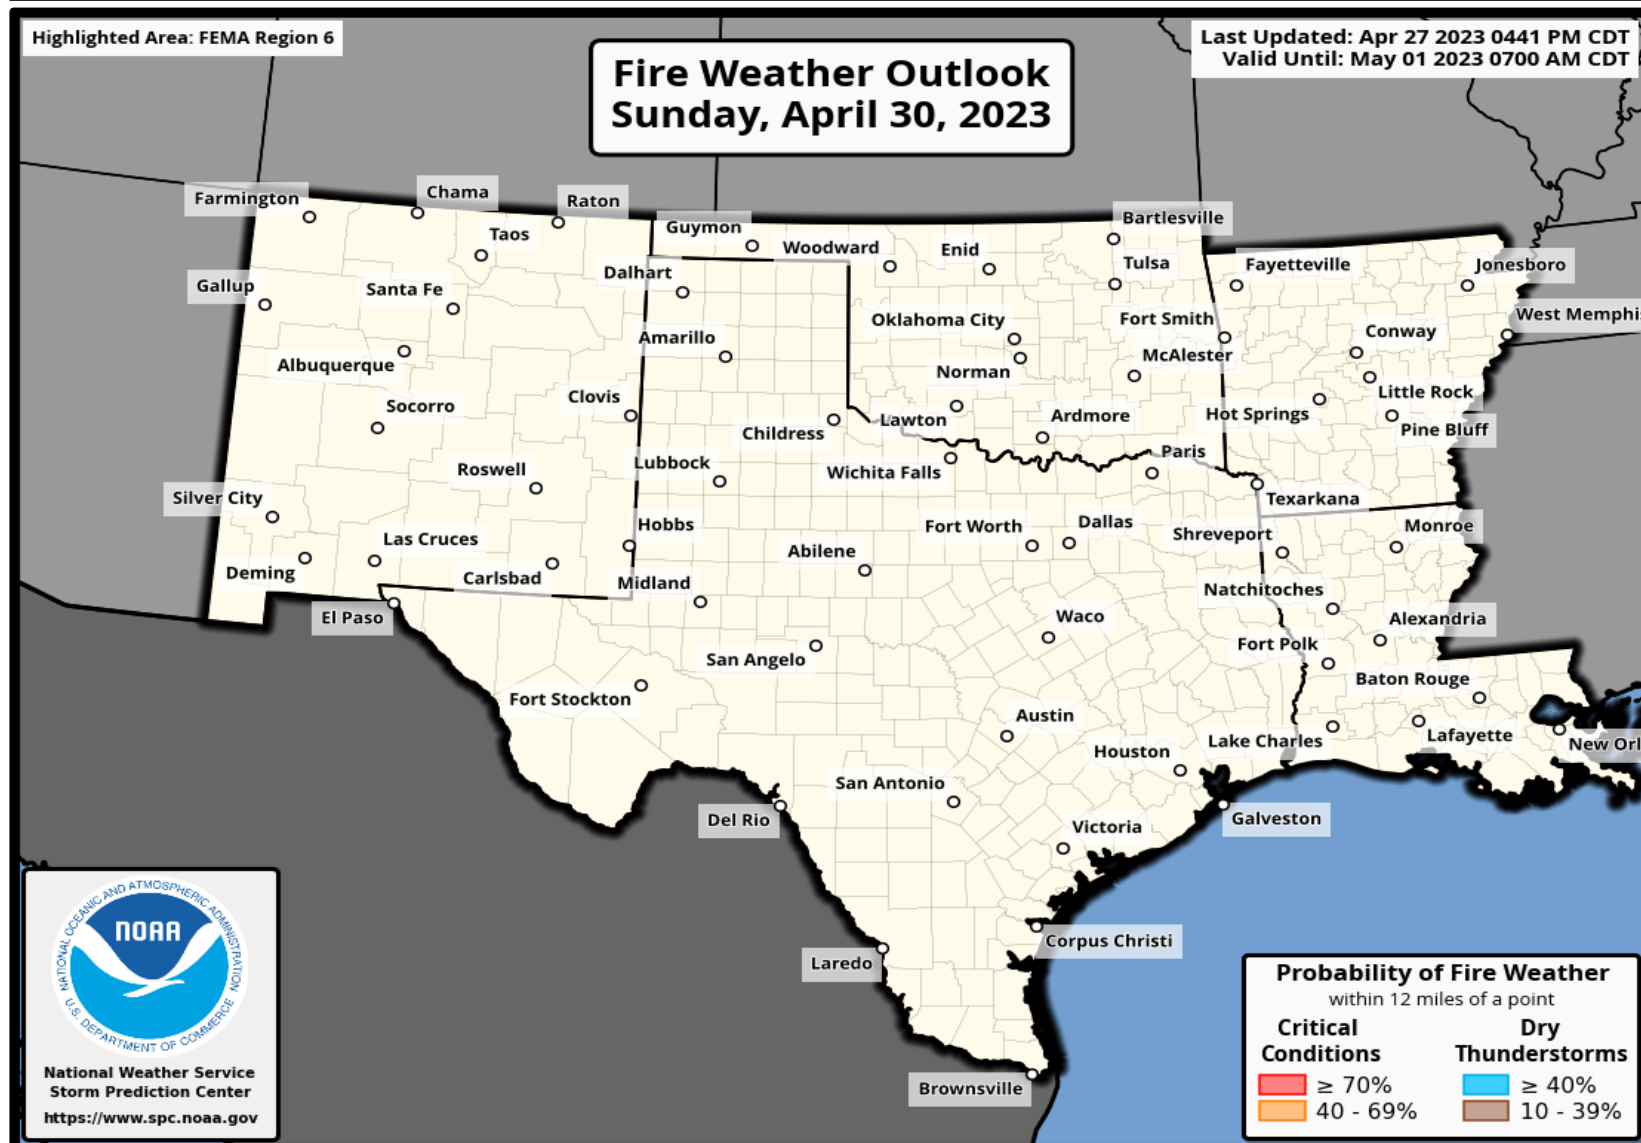 Highlighted Area: FEMA Region 6
Fire Weather Outlook
Sunday, April 30, 2023
Last Updated: Apr 27 2023 0441 PM CDT
Valid Until: May 01 2023 0700 AM CDT
Farmington
Chama
Raton
Taos
Guymon
Woodward
Enid
Bartlesville
Tulsa
Fayetteville
Jonesboro
Gallup
Santa Fe
Dalhart
Oklahoma City
Fort Smith
West Memphis
Albuquerque
Amarillo
Norman
McAlester
Conway
Little Rock
Socorro
Clovis
Childress
Lawton
Ardmore
Hot Springs
Pine Bluff
Roswell
Lubbock
Wichita Falls
Paris
Texarkana
Silver City
Las Cruces
Hobbs
Fort Worth
Dallas
Shreveport
Monroe
Deming
Carlsbad
Midland
Abilene
Natchitoches
Alexandria
El Paso
San Angelo
Waco
Fort Polk
Baton Rouge
Fort Stockton
Austin
Houston
Lake Charles
Lafayette
New Orl
San Antonio
Del Rio
Victoria
Galveston
Corpus Christi
Laredo
Brownsville
NATIONAL OCEANIC AND ATMOSPHERIC ADMINISTRATION
NOAA
U.S. DEPARTMENT OF COMMERCE
National Weather Service
Storm Prediction Center
https://www.spc.noaa.gov
Probability of Fire Weather
within 12 miles of a point
Critical Conditions
≥ 70%
40 - 69%
Dry Thunderstorms
≥ 40%
10 - 39%